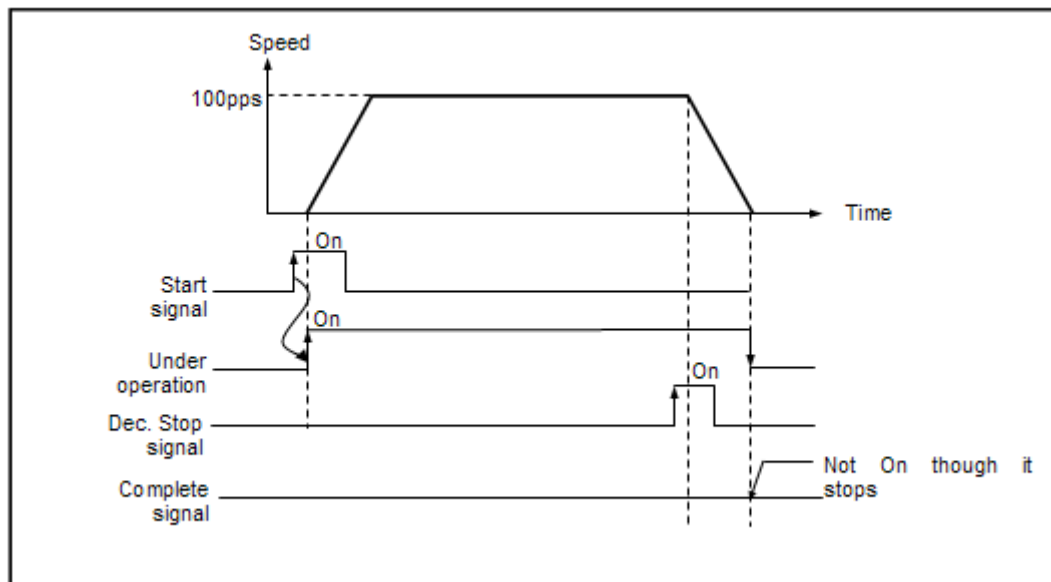 Speed
100pps
Time
On
Start
signal
On
Under
operation
On
Dec. Stop
signal
Not On though it
stops
Complete
signal